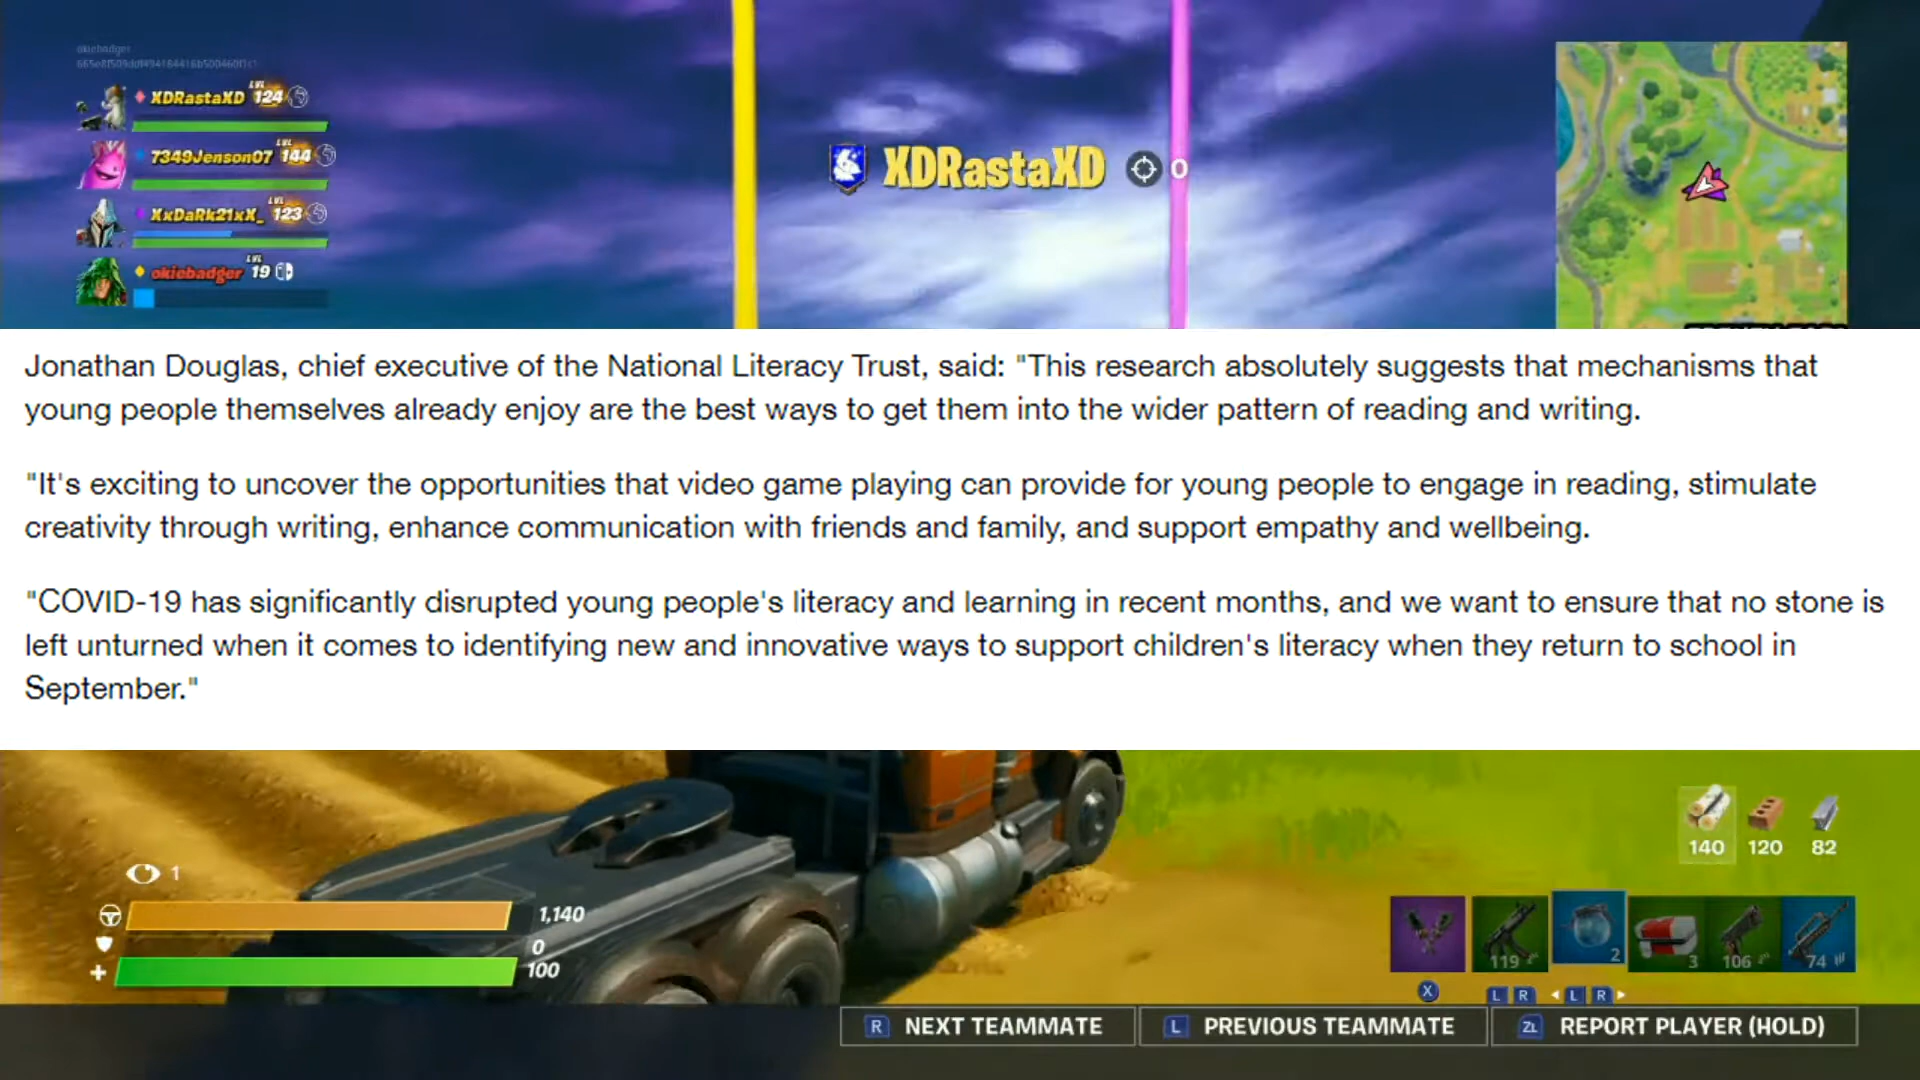 okiebadger
LVL
XDRastaXD 124
LVL
7349Jenson07 144
LVL
XxDaRk21xX_ 123
LVL
okiebadger 19
XDRastaXD 0
Jonathan Douglas, chief executive of the National Literacy Trust, said: "This research absolutely suggests that mechanisms that
young people themselves already enjoy are the best ways to get them into the wider pattern of reading and writing.
"It's exciting to uncover the opportunities that video game playing can provide for young people to engage in reading, stimulate
creativity through writing, enhance communication with friends and family, and support empathy and wellbeing.
"COVID-19 has significantly disrupted young people's literacy and learning in recent months, and we want to ensure that no stone is
left unturned when it comes to identifying new and innovative ways to support children's literacy when they return to school in
September."
140 120 82
1
1,140
0
100
119 2 3 106 74
X L R L R
R NEXT TEAMMATE L PREVIOUS TEAMMATE ZL REPORT PLAYER (HOLD)